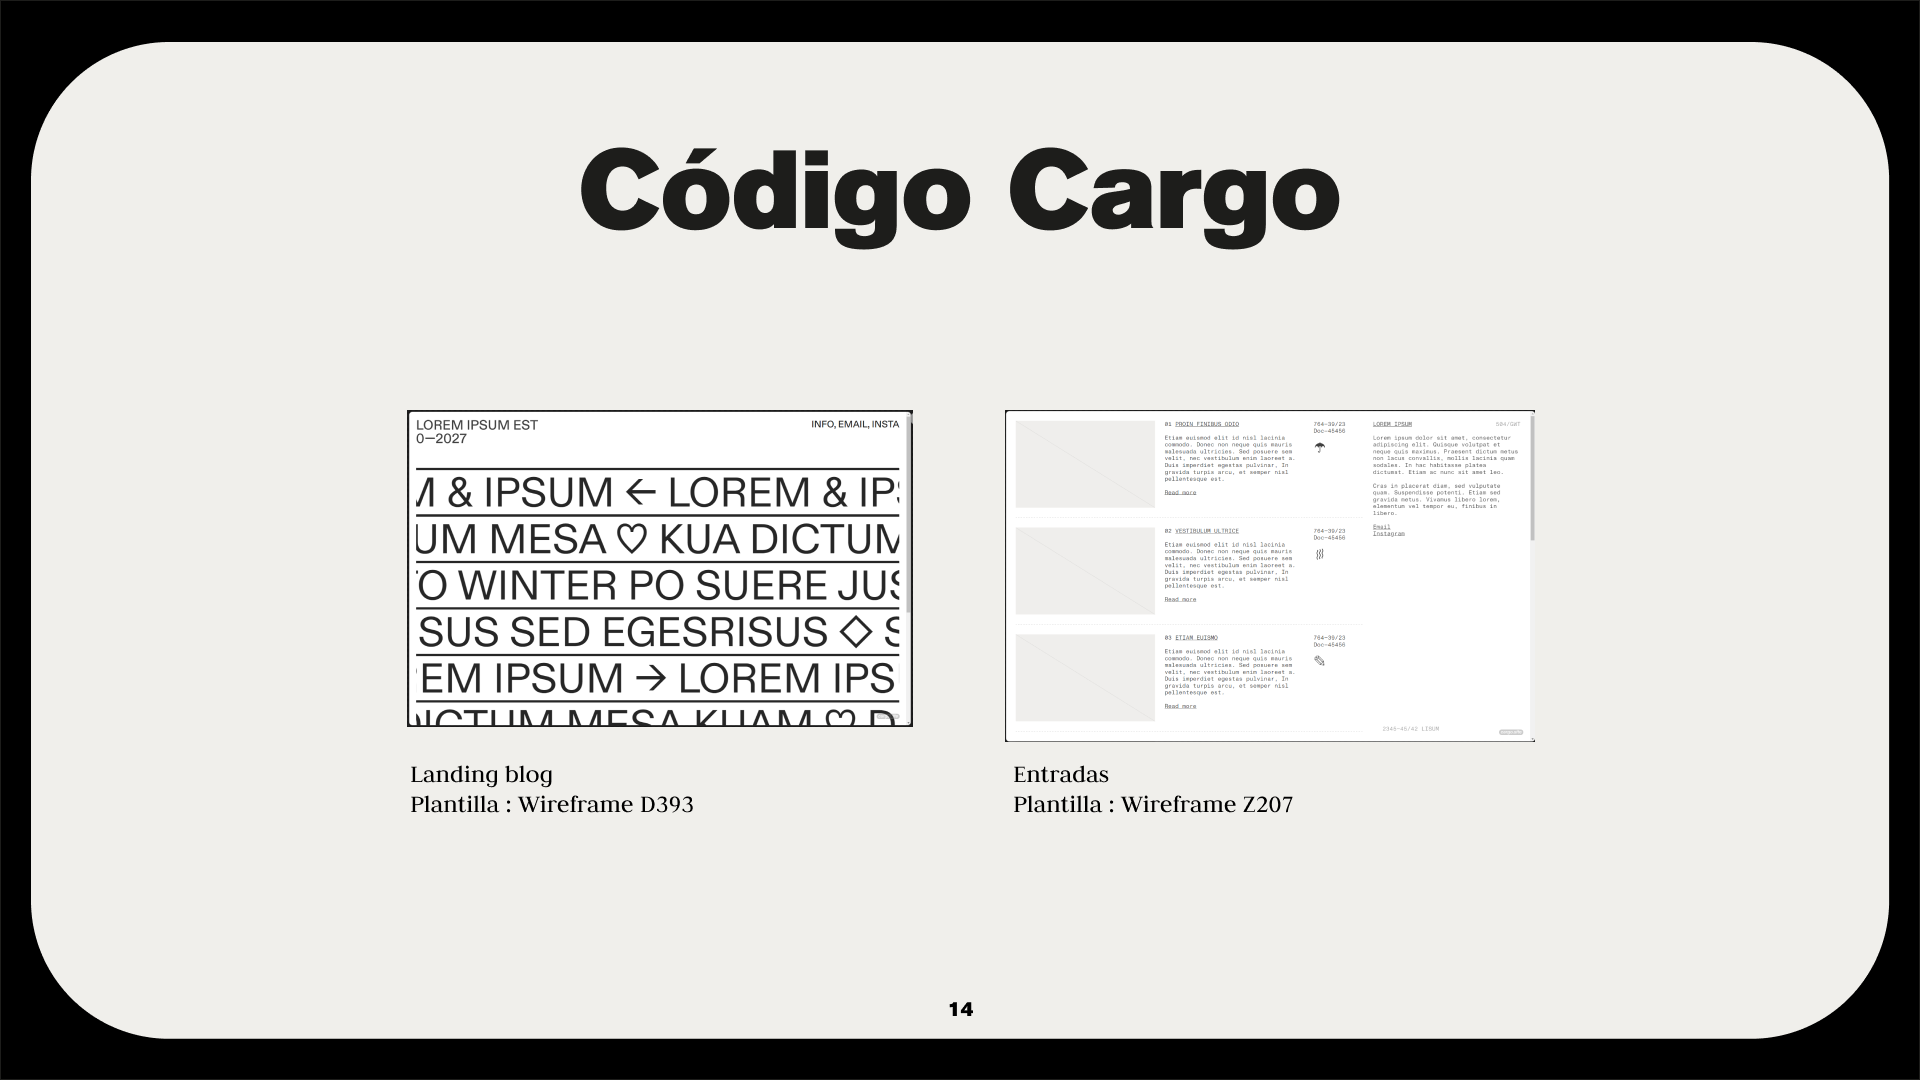 Código Cargo
LOREM IPSUM EST
0—2027
INFO, EMAIL, INSTA
M & IPSUM ← LOREM & IPS
UM MESA ♡ KUA DICTUM
O WINTER PO SUERE JUS
SUS SED EGESRISUS ◇ S
EM IPSUM → LOREM IPS
DICTUM MESA KUAM ♡ D
Landing blog
Plantilla : Wireframe D393
01 PROIN FINIBUS ODIO
Etiam euismod elit id nisl lacinia
commodo. Donec non neque quis mauris
malesuada ultricies. Sed posuere sem
velit, nec vestibulum enim laoreet a.
Duis imperdiet egestas pulvinar. In
gravida turpis arcu, et semper nisl
pellentesque est.
Read more
764—39/23
Doc—45456
02 VESTIBULUM ULTRICE
Etiam euismod elit id nisl lacinia
commodo. Donec non neque quis mauris
malesuada ultricies. Sed posuere sem
velit, nec vestibulum enim laoreet a.
Duis imperdiet egestas pulvinar. In
gravida turpis arcu, et semper nisl
pellentesque est.
Read more
764—39/23
Doc—45456
03 ETIAM EUISMO
Etiam euismod elit id nisl lacinia
commodo. Donec non neque quis mauris
malesuada ultricies. Sed posuere sem
velit, nec vestibulum enim laoreet a.
Duis imperdiet egestas pulvinar. In
gravida turpis arcu, et semper nisl
pellentesque est.
Read more
764—39/23
Doc—45456
LOREM IPSUM
Lorem ipsum dolor sit amet, consectetur
adipiscing elit. Quisque volutpat et
neque quis maximus. Praesent dictum metus
non lacus convallis, mollis lacinia quam
sodales. In hac habitasse platea
dictumst. Etiam ac nunc sit amet leo.
Cras in placerat diam, sed vulputate
quam. Suspendisse potenti. Etiam sed
gravida metus. Vivamus libero lorem,
elementum vel tempor eu, finibus in
libero.
Email
Instagram
Entradas
Plantilla : Wireframe Z207
14